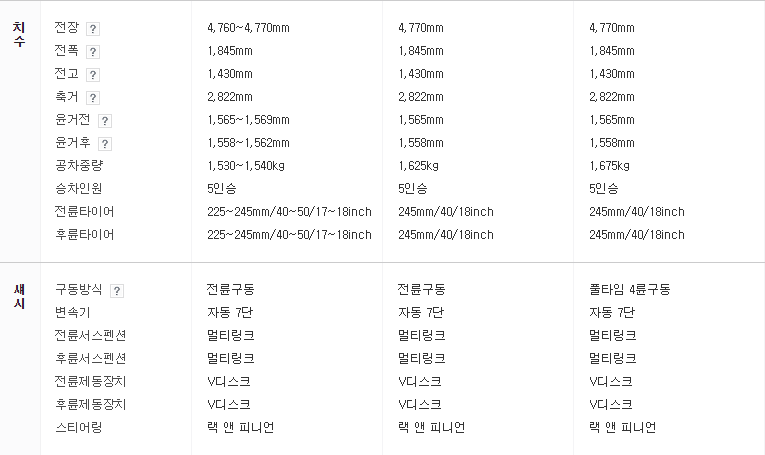 치수
전장 ? 4,760~4,770mm 4,770mm 4,770mm
전폭 ? 1,845mm 1,845mm 1,845mm
전고 ? 1,430mm 1,430mm 1,430mm
축거 ? 2,822mm 2,822mm 2,822mm
윤거전 ? 1,565~1,569mm 1,565mm 1,565mm
윤거후 ? 1,558~1,562mm 1,558mm 1,558mm
공차중량 1,530~1,540kg 1,625kg 1,675kg
승차인원 5인승 5인승 5인승
전륜타이어 225~245mm/40~50/17~18inch 245mm/40/18inch 245mm/40/18inch
후륜타이어 225~245mm/40~50/17~18inch 245mm/40/18inch 245mm/40/18inch
섀시
구동방식 ? 전륜구동 전륜구동 풀타임 4륜구동
변속기 자동 7단 자동 7단 자동 7단
전륜서스펜션 멀티링크 멀티링크 멀티링크
후륜서스펜션 멀티링크 멀티링크 멀티링크
전륜제동장치 V디스크 V디스크 V디스크
후륜제동장치 V디스크 V디스크 V디스크
스티어링 랙 앤 피니언 랙 앤 피니언 랙 앤 피니언